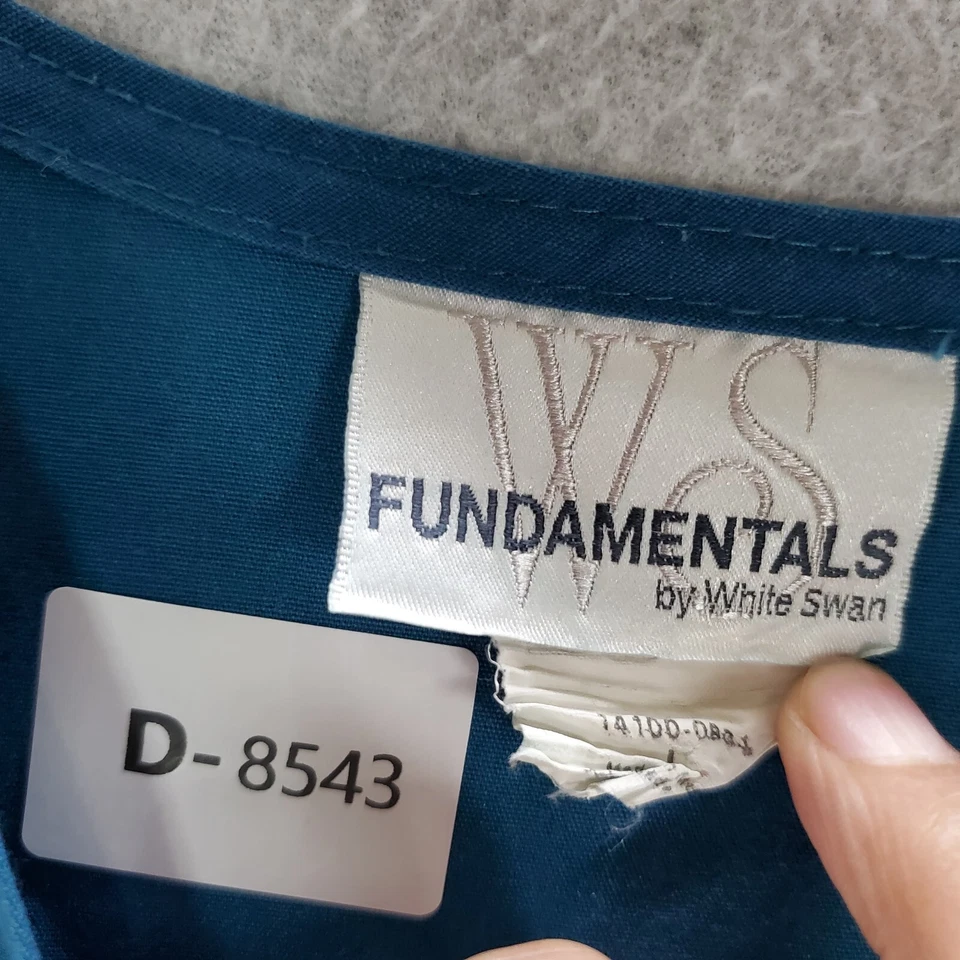 WS
FUNDAMENTALS
by White Swan
D-8543
L